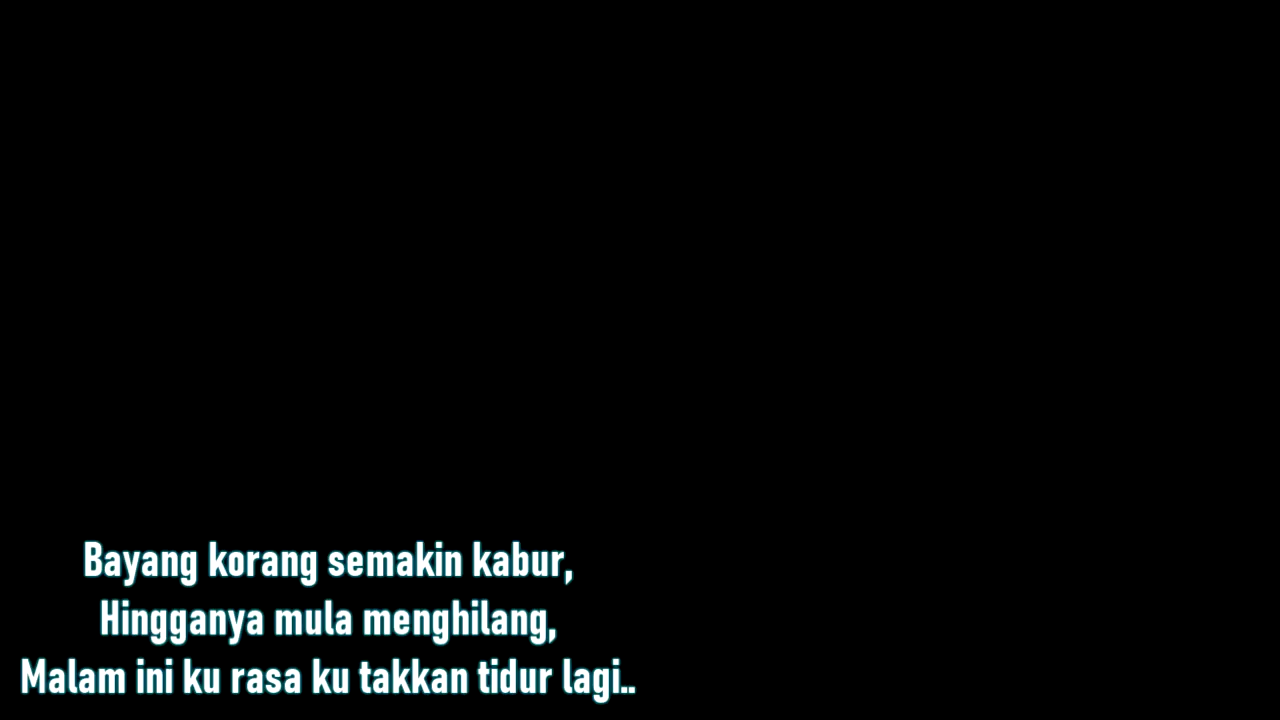 Bayang korang semakin kabur,
Hingganya mula menghilang,
Malam ini ku rasa ku takkan tidur lagi..